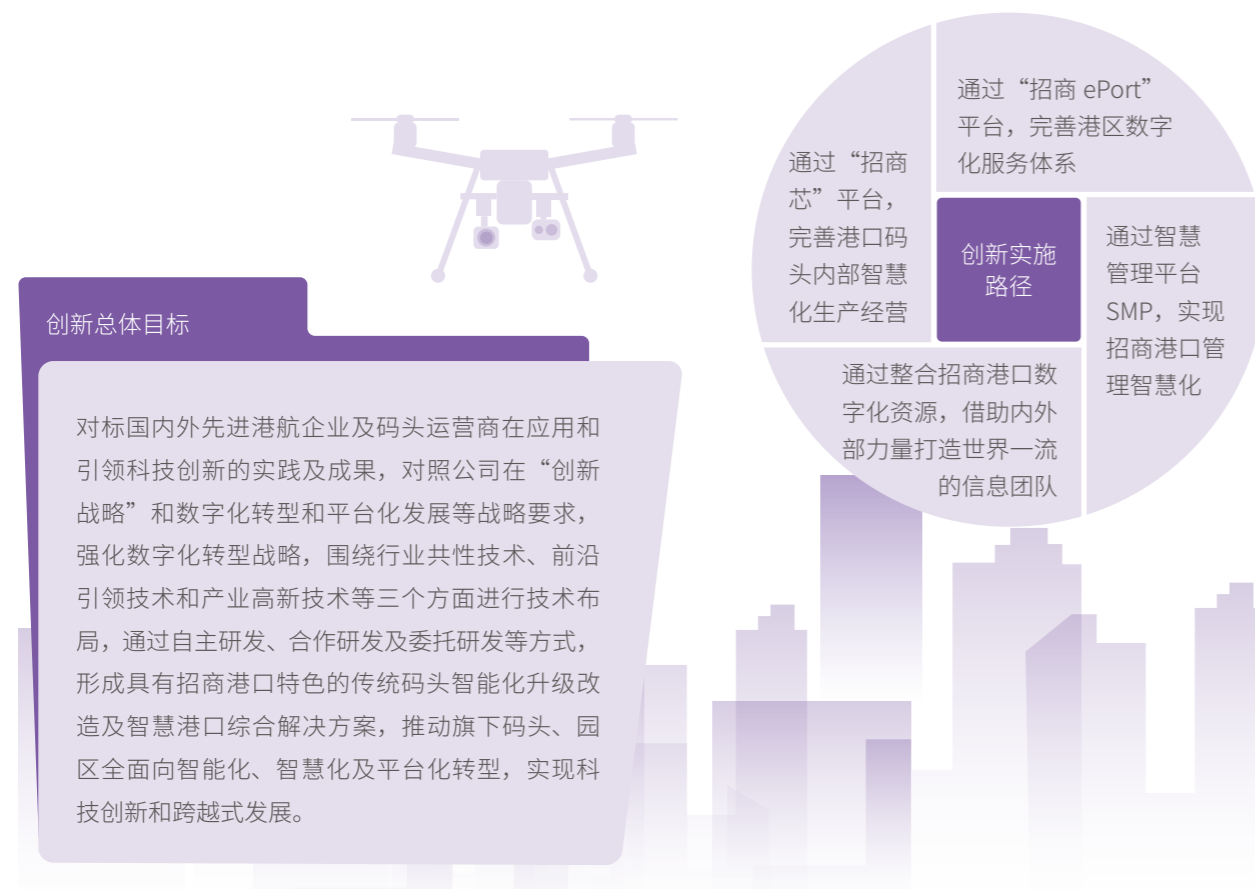 创新总体目标
对标国内外先进港航企业及码头运营商在应用和
引领科技创新的实践及成果，对照公司在“创新
战略”和数字化转型和平台化发展等战略要求，
强化数字化转型战略，围绕行业共性技术、前沿
引领技术和产业高新技术等三个方面进行技术布
局，通过自主研发、合作研发及委托研发等方式，
形成具有招商港口特色的传统码头智能化升级改
造及智慧港口综合解决方案，推动旗下码头、园
区全面向智能化、智慧化及平台化转型，实现科
技创新和跨越式发展。
创新实施
路径
通过“招商
芯”平台，
完善港口码
头内部智慧
化生产经营
通过“招商 ePort”
平台，完善港区数字
化服务体系
通过智慧
管理平台
SMP，实现
招商港口管
理智慧化
通过整合招商港口数
字化资源，借助内外
部力量打造世界一流
的信息团队